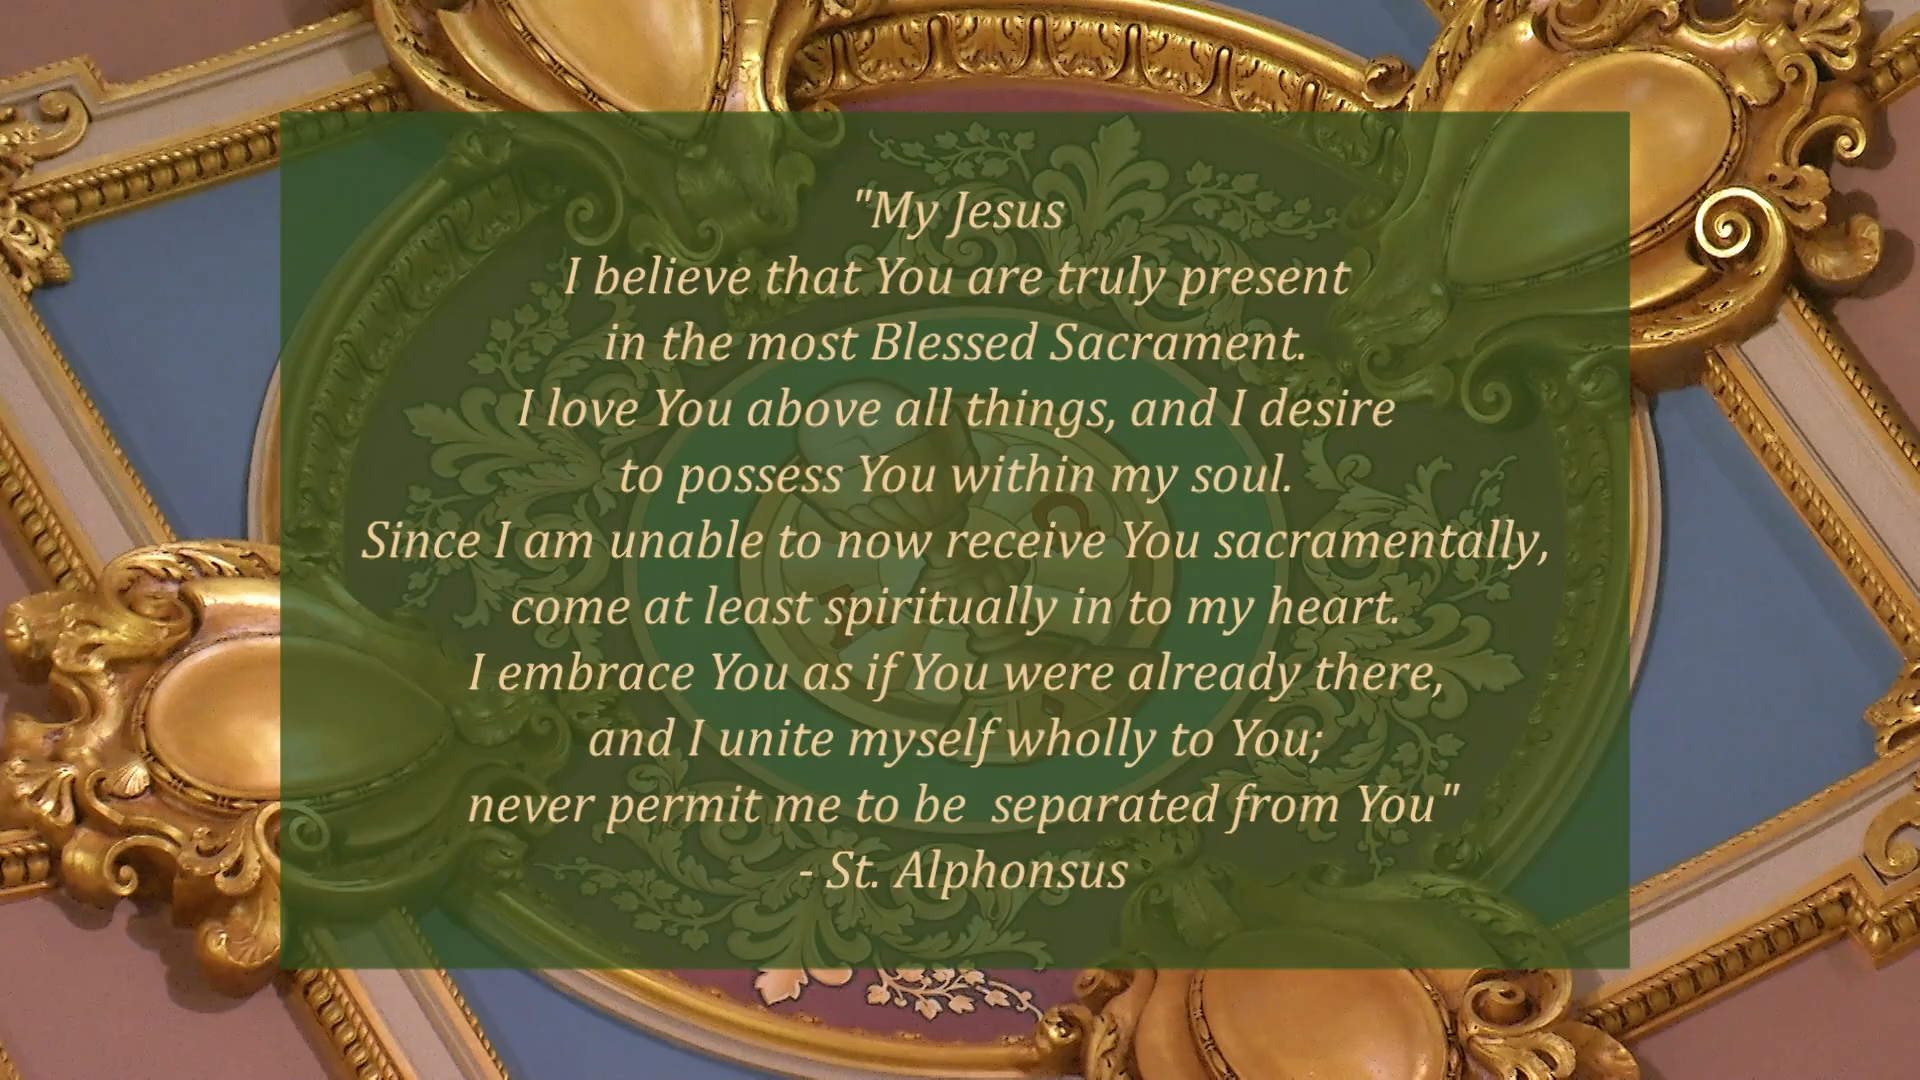 "My Jesus
I believe that You are truly present
in the most Blessed Sacrament.
I love You above all things, and I desire
to possess You within my soul.
Since I am unable to now receive You sacramentally,
come at least spiritually in to my heart.
I embrace You as if You were already there,
and I unite myself wholly to You;
never permit me to be  separated from You"
- St. Alphonsus